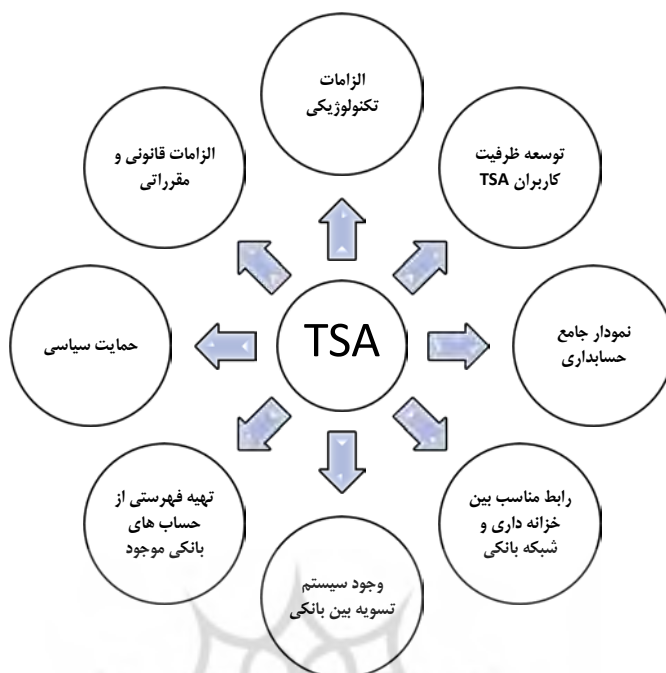 الزامات
تکنولوژیکی
توسعه ظرفیت
کاربران TSA
نمودار جامع
حسابداری
رابط مناسب بین
خزانه داری و
شبکه بانکی
وجود سیستم
تسویه بین بانکی
تهیه فهرستی از
حساب های
بانکی موجود
حمایت سیاسی
الزامات قانونی و
مقرراتی
TSA